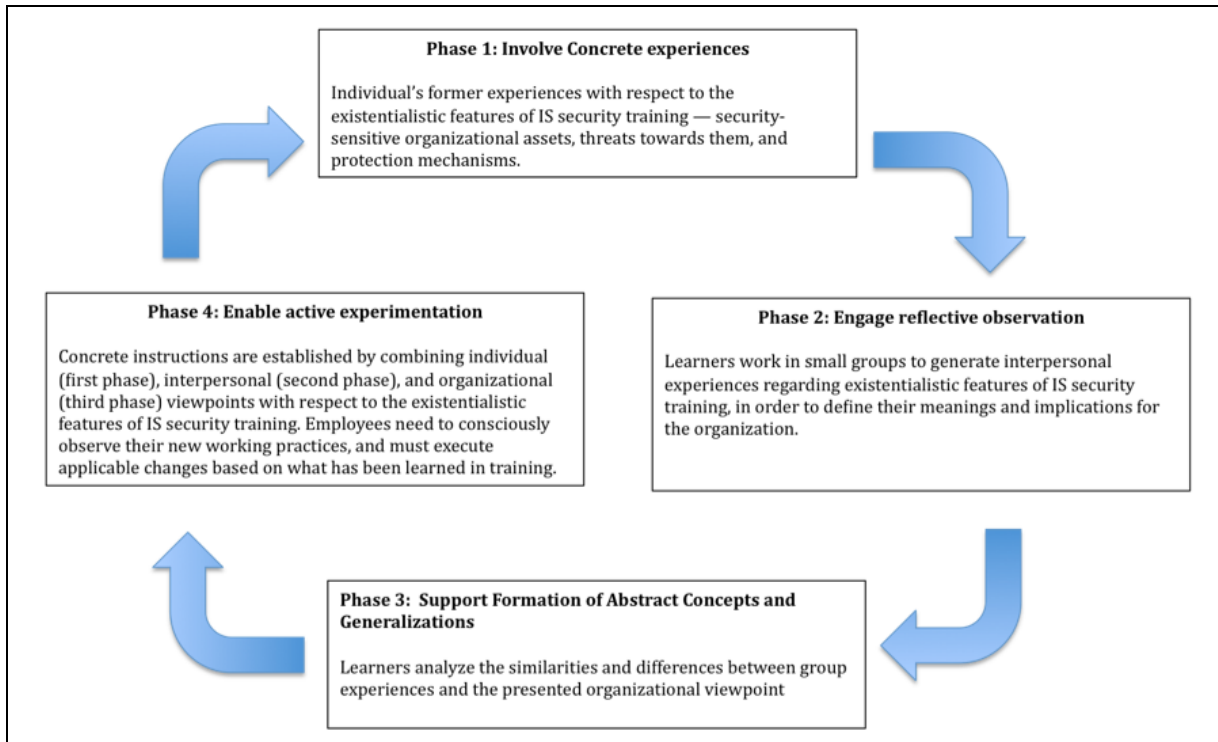 Phase 1: Involve Concrete experiences
Individual's former experiences with respect to the
existentialistic features of IS security training — security-
sensitive organizational assets, threats towards them, and
protection mechanisms.
Phase 2: Engage reflective observation
Learners work in small groups to generate interpersonal
experiences regarding existentialistic features of IS security
training, in order to define their meanings and implications for
the organization.
Phase 3:  Support Formation of Abstract Concepts and
Generalizations
Learners analyze the similarities and differences between group
experiences and the presented organizational viewpoint
Phase 4: Enable active experimentation
Concrete instructions are established by combining individual
(first phase), interpersonal (second phase), and organizational
(third phase) viewpoints with respect to the existentialistic
features of IS security training. Employees need to consciously
observe their new working practices, and must execute
applicable changes based on what has been learned in training.